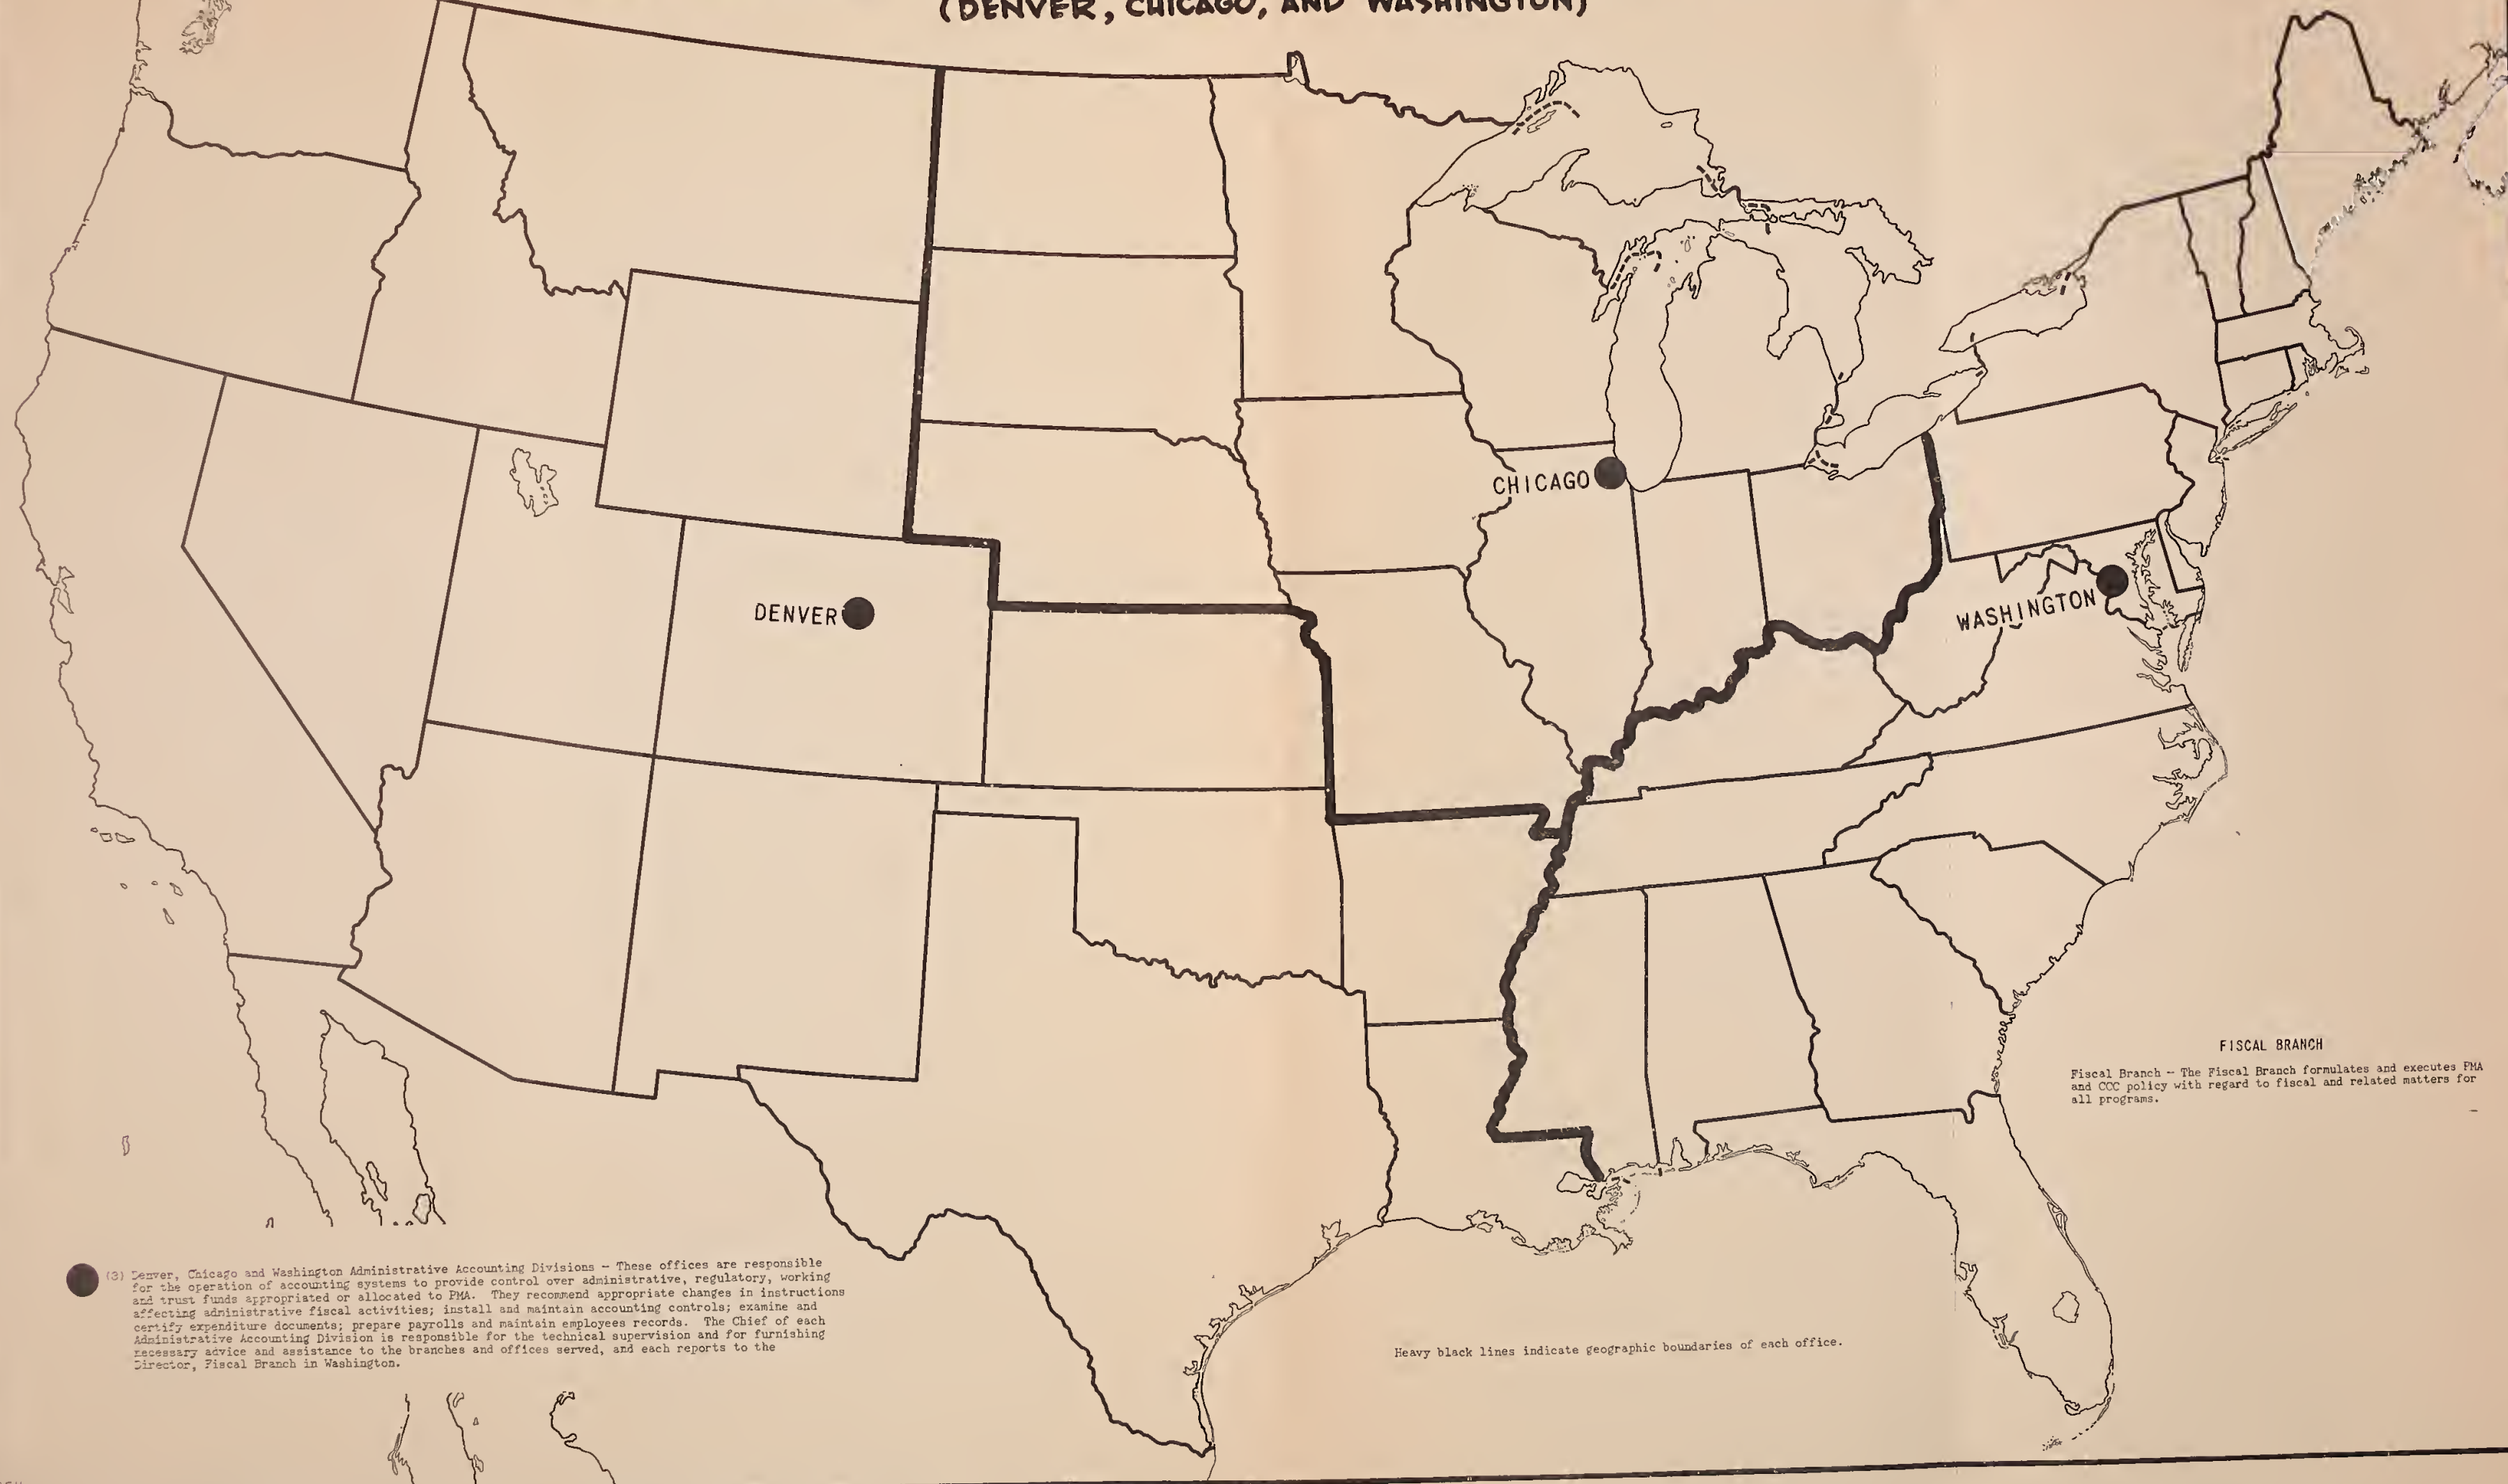 (DENVER, CHICAGO, AND WASHINGTON)
CHICAGO
DENVER
WASHINGTON
FISCAL BRANCH
Fiscal Branch — The Fiscal Branch formulates and executes PMA
and CCC policy with regard to fiscal and related matters for
all programs.
(3) Denver, Chicago and Washington Administrative Accounting Divisions — These offices are responsible
for the operation of accounting systems to provide control over administrative, regulatory, working
and trust funds appropriated or allocated to PMA. They recommend appropriate changes in instructions
affecting administrative fiscal activities; install and maintain accounting controls; examine and
certify expenditure documents; prepare payrolls and maintain employees records. The Chief of each
Administrative Accounting Division is responsible for the technical supervision and for furnishing
necessary advice and assistance to the branches and offices served, and each reports to the
Director, Fiscal Branch in Washington.
Heavy black lines indicate geographic boundaries of each office.